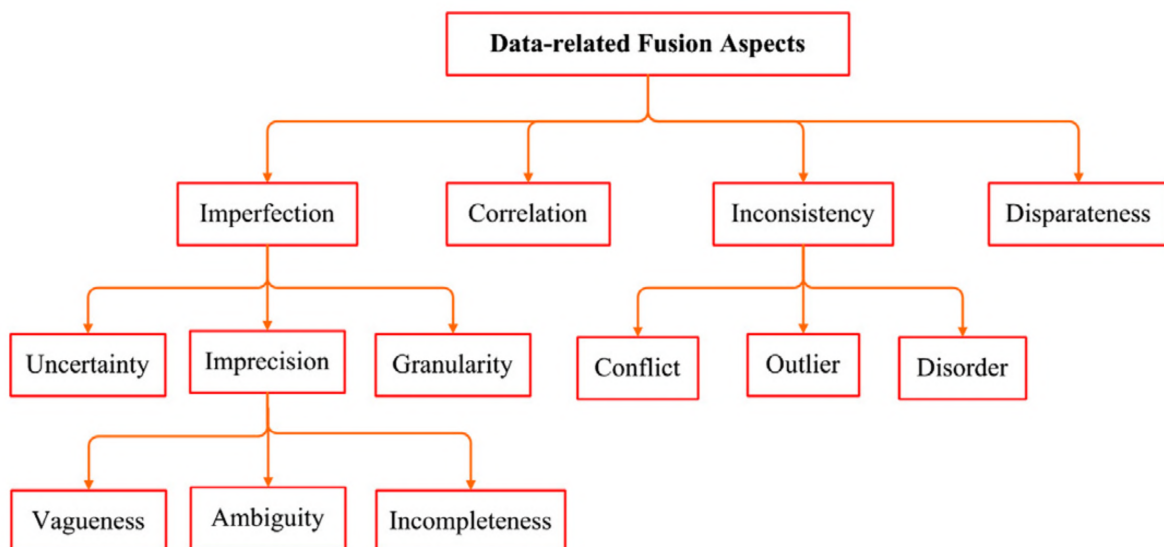 Data-related Fusion Aspects
Imperfection
Correlation
Inconsistency
Disparateness
Uncertainty
Imprecision
Granularity
Conflict
Outlier
Disorder
Vagueness
Ambiguity
Incompleteness